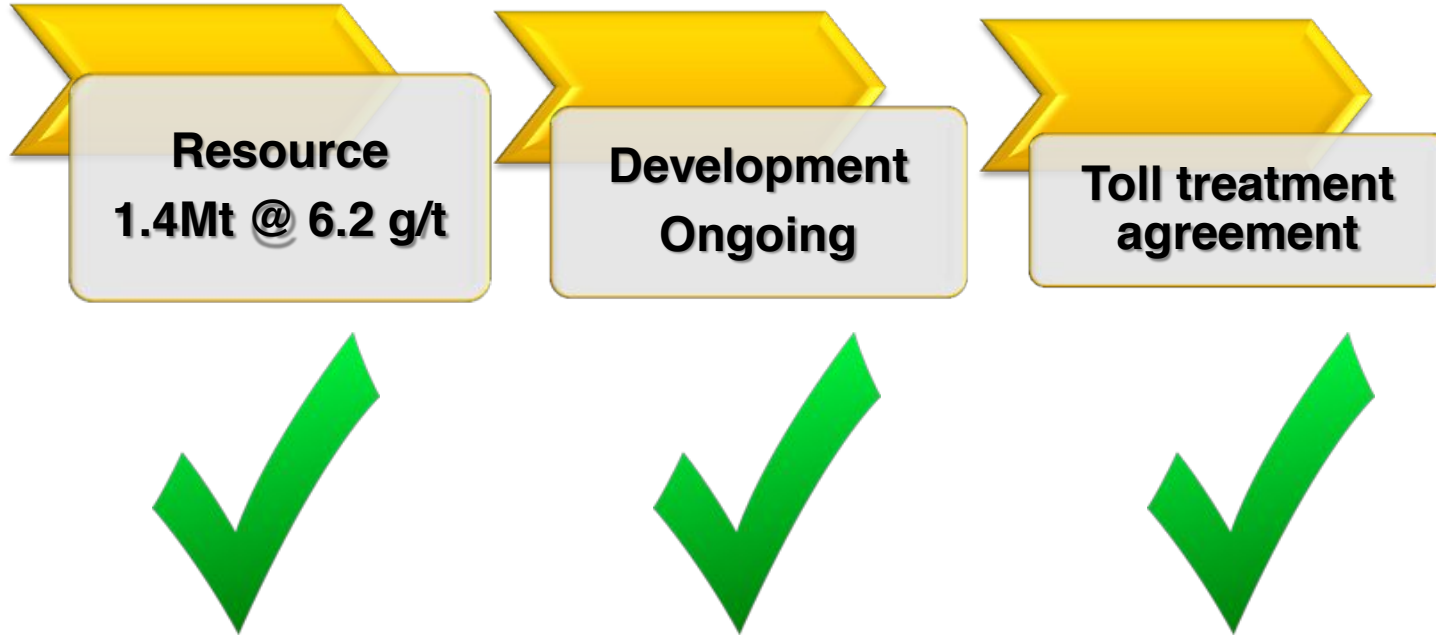 Resource
1.4Mt @ 6.2 g/t
Development
Ongoing
Toll treatment
agreement